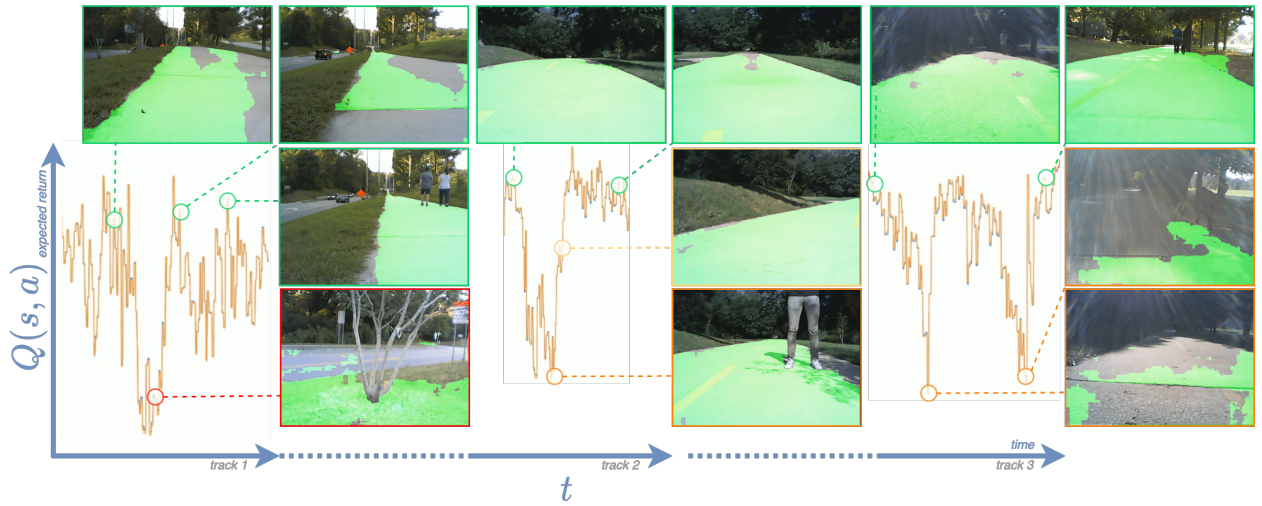 Q(s, a) expected return
time
track 1
track 2
track 3
t